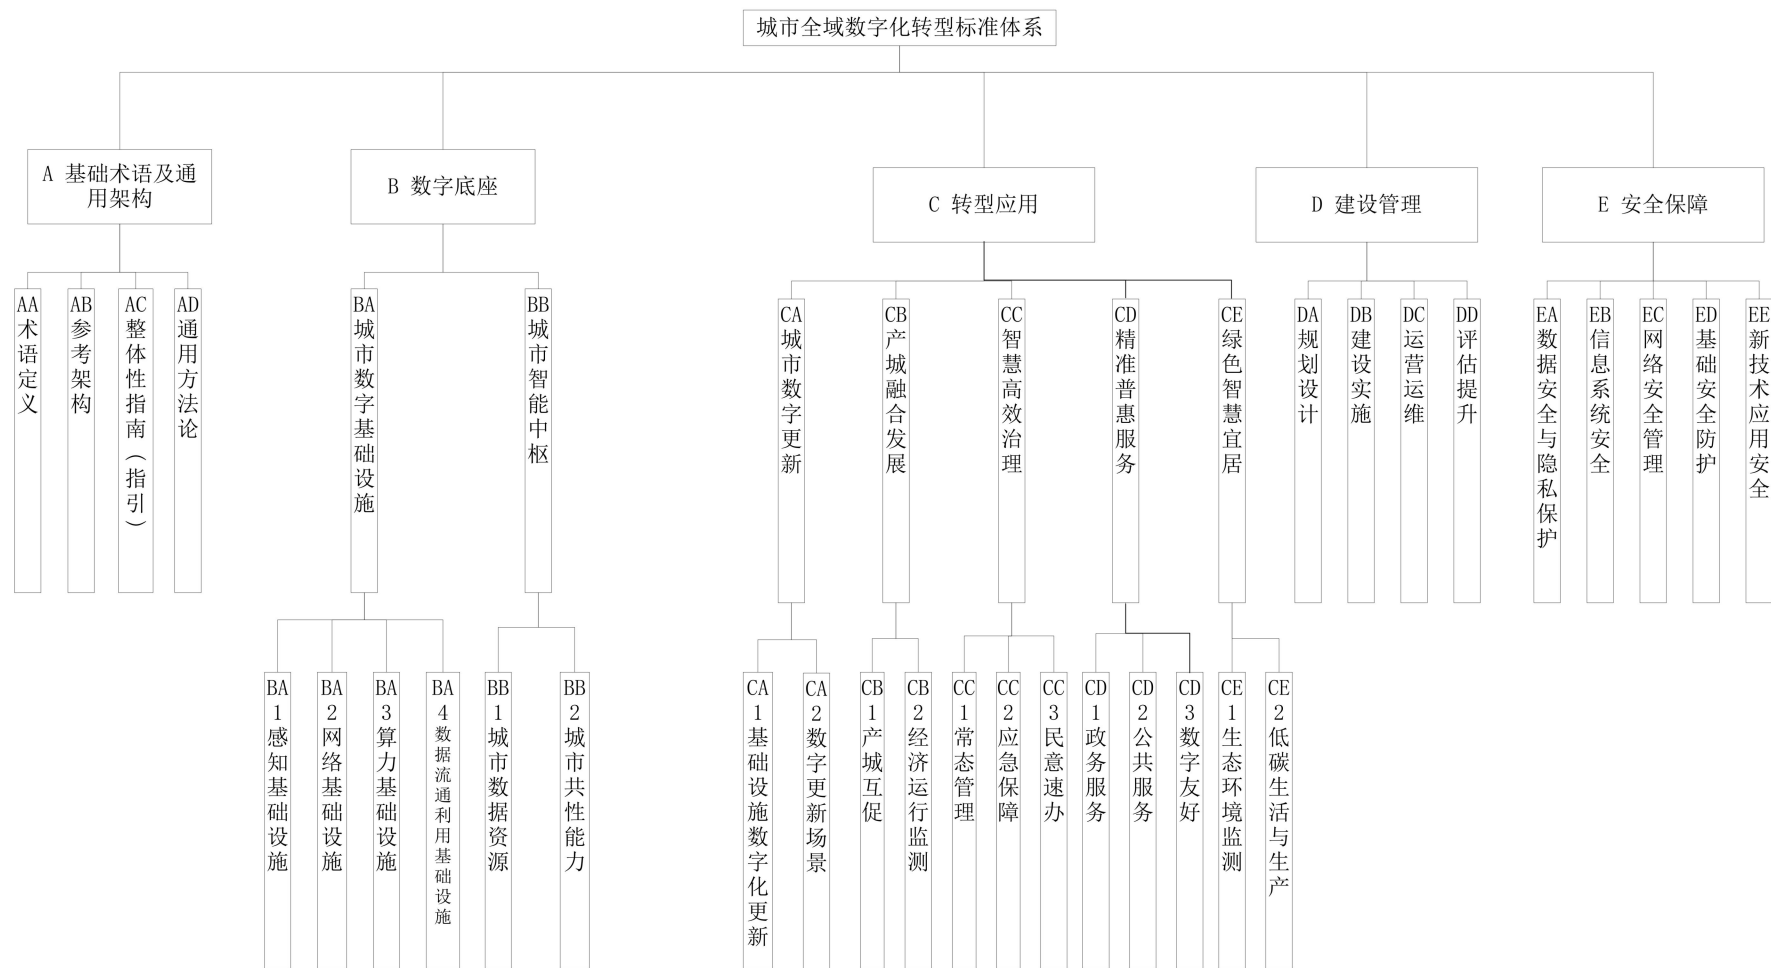 城市全域数字化转型标准体系
A 基础术语及通
用架构
B 数字底座
C 转型应用
D 建设管理
E 安全保障
AA术语定义
AB参考架构
AC整体性指南（指引）
AD通用方法论
BA城市数字基础设施
BB城市智能中枢
CA城市数字更新
CB产城融合发展
CC智慧高效治理
CD精准普惠服务
CE绿色智慧宜居
DA规划设计
DB建设实施
DC运营运维
DD评估提升
EA数据安全与隐私保护
EB信息系统安全
EC网络安全管理
ED基础安全防护
EE新技术应用安全
BA1感知基础设施
BA2网络基础设施
BA3算力基础设施
BA4数据流通利用基础设施
BB1城市数据资源
BB2城市共性能力
CA1基础设施数字化更新
CA2数字更新场景
CB1产城互促
CB2经济运行监测
CC1常态管理
CC2应急保障
CC3民意速办
CD1政务服务
CD2公共服务
CD3数字友好
CE1生态环境监测
CE2低碳生活与生产